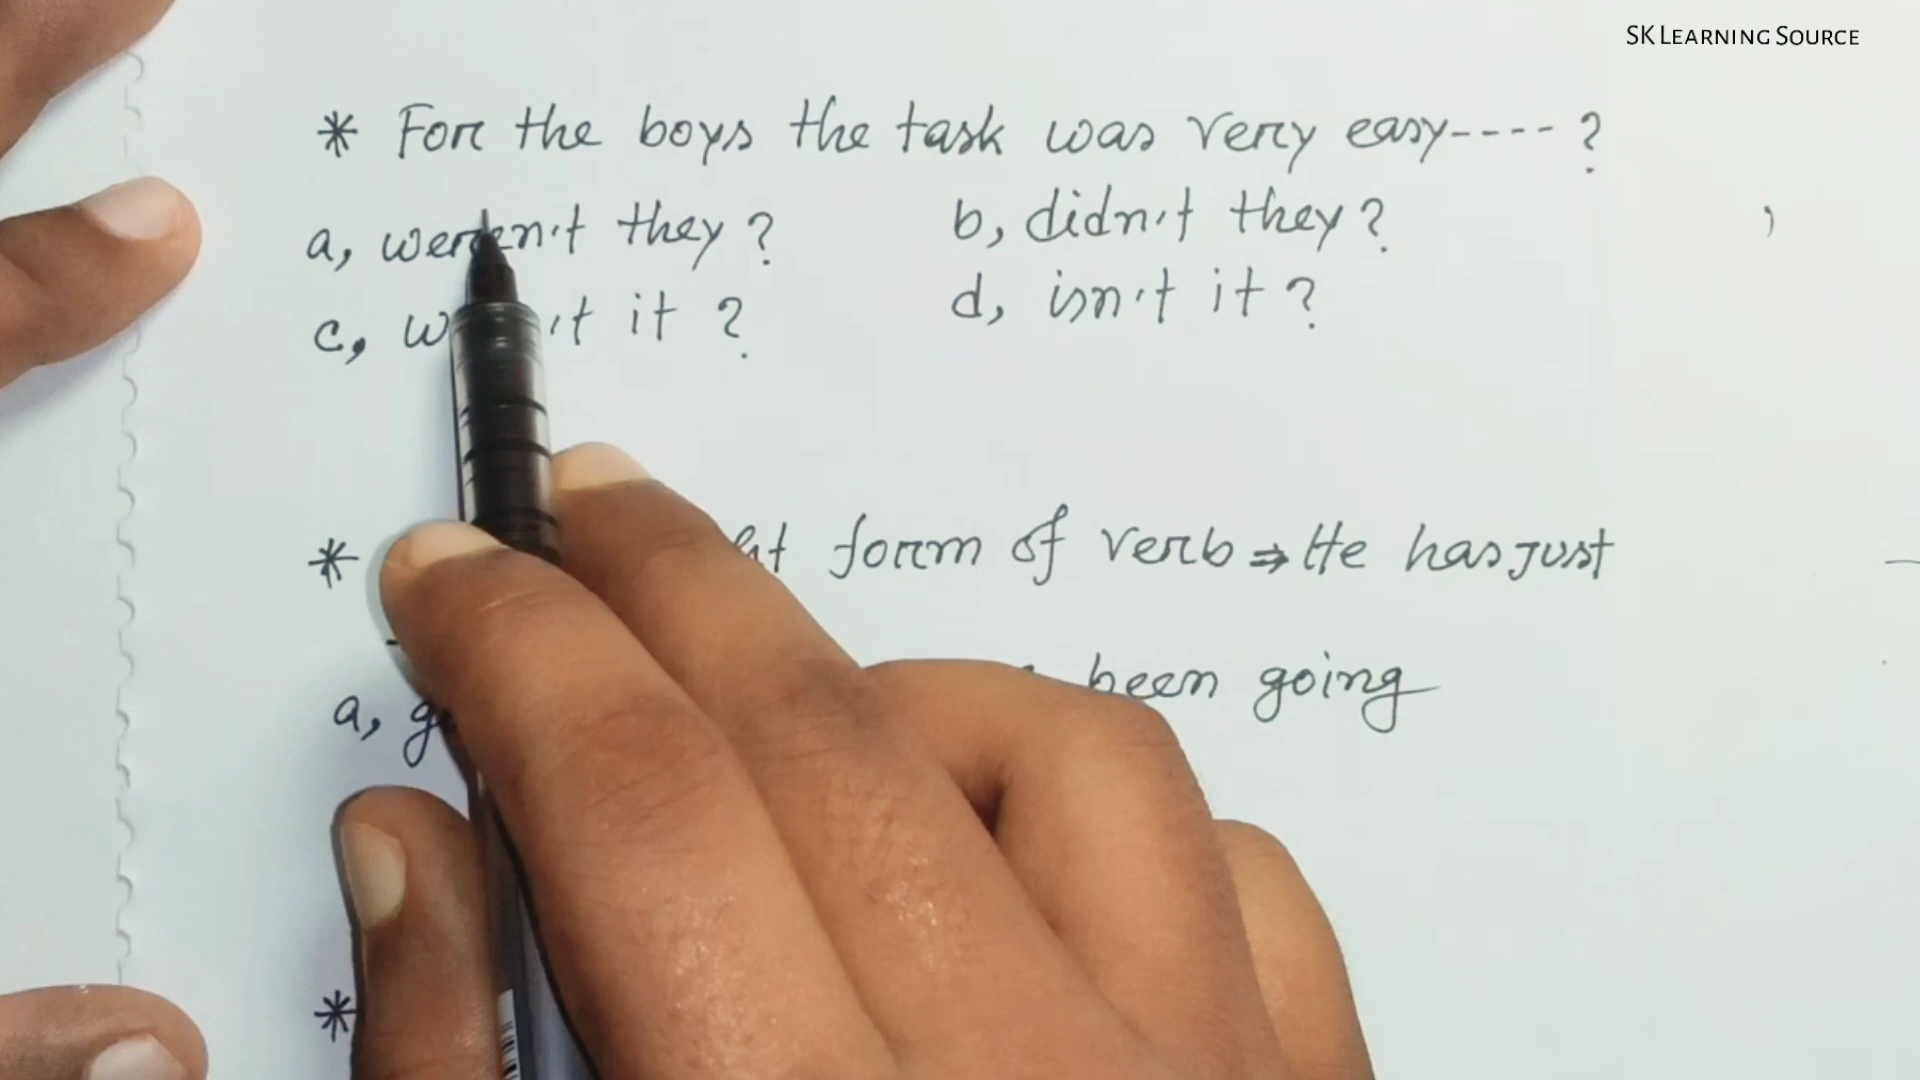 SK LEARNING SOURCE
* For the boys the task was very easy---- ?
a, weren't they? b, didn't they?
c, it ? d, isn't it ?
* form of verb ⇒ He has just
a, been going
*